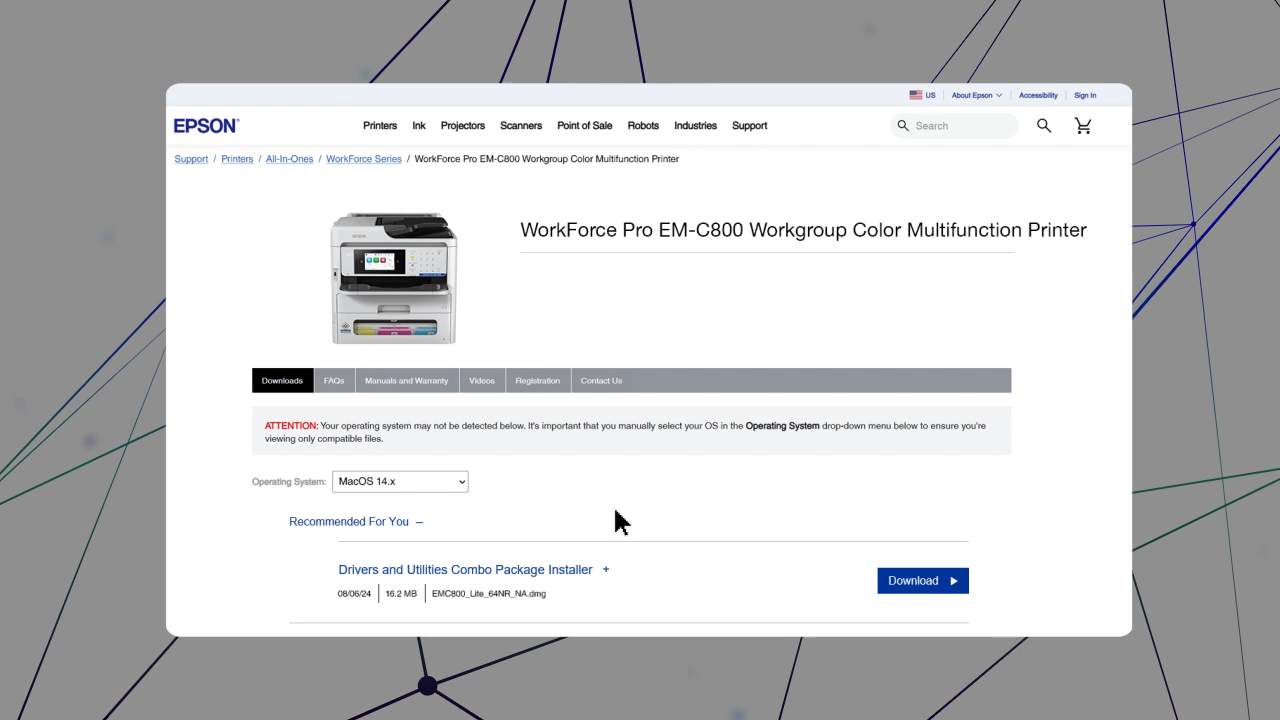 US About Epson Accessibility Sign In
EPSON® Printers Ink Projectors Scanners Point of Sale Robots Industries Support Search
Support / Printers / All-In-Ones / WorkForce Series / WorkForce Pro EM-C800 Workgroup Color Multifunction Printer
WorkForce Pro EM-C800 Workgroup Color Multifunction Printer
EPSON
Downloads FAQs Manuals and Warranty Videos Registration Contact Us
ATTENTION: Your operating system may not be detected below. It's important that you manually select your OS in the Operating System drop-down menu below to ensure you're
viewing only compatible files.
Operating System: MacOS 14.x
Recommended For You –
Drivers and Utilities Combo Package Installer +
08/06/24 16.2 MB EMC800_Lite_64NR_NA.dmg
Download